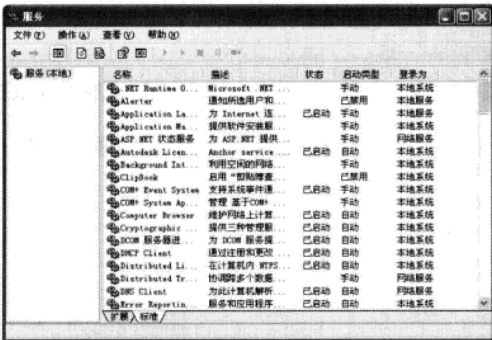 服务
文件(F) 操作(A) 查看(V) 帮助(H)
服务(本地)
名称 描述 状态 启动类型 登录为
.NET Runtime O... Microsoft .NET ... 手动 本地系统
Alerter 通知所选用户和... 已禁用 本地服务
Application La... 为 Internet 连... 已启动 手动 本地系统
Application Ma... 提供软件安装服... 手动 本地系统
ASP.NET 状态服务 为 ASP.NET 提供... 手动 网络服务
Autodesk Licen... Anchor service ... 已启动 自动 本地系统
Background Int... 利用空闲的网络... 手动 本地系统
ClipBook 启用“剪贴簿查... 已禁用 本地系统
COM+ Event System 支持系统事件通... 已启动 手动 本地系统
COM+ System Ap... 管理 基于COM+ ... 手动 本地系统
Computer Browser 维护网络上计算... 已启动 自动 本地系统
Cryptographic ... 提供三种管理服... 已启动 自动 本地系统
DCOM 服务器进... 为 DCOM 服务提... 已启动 自动 本地系统
DHCP Client 通过注册和更改... 已启动 自动 本地系统
Distributed Li... 在计算机内 NTFS... 已启动 自动 本地系统
Distributed Tr... 协调跨多个数据... 手动 网络服务
DNS Client 为此计算机解析... 已启动 自动 网络服务
Error Reportin... 服务和应用程序... 已启动 自动 本地系统
扩展 标准